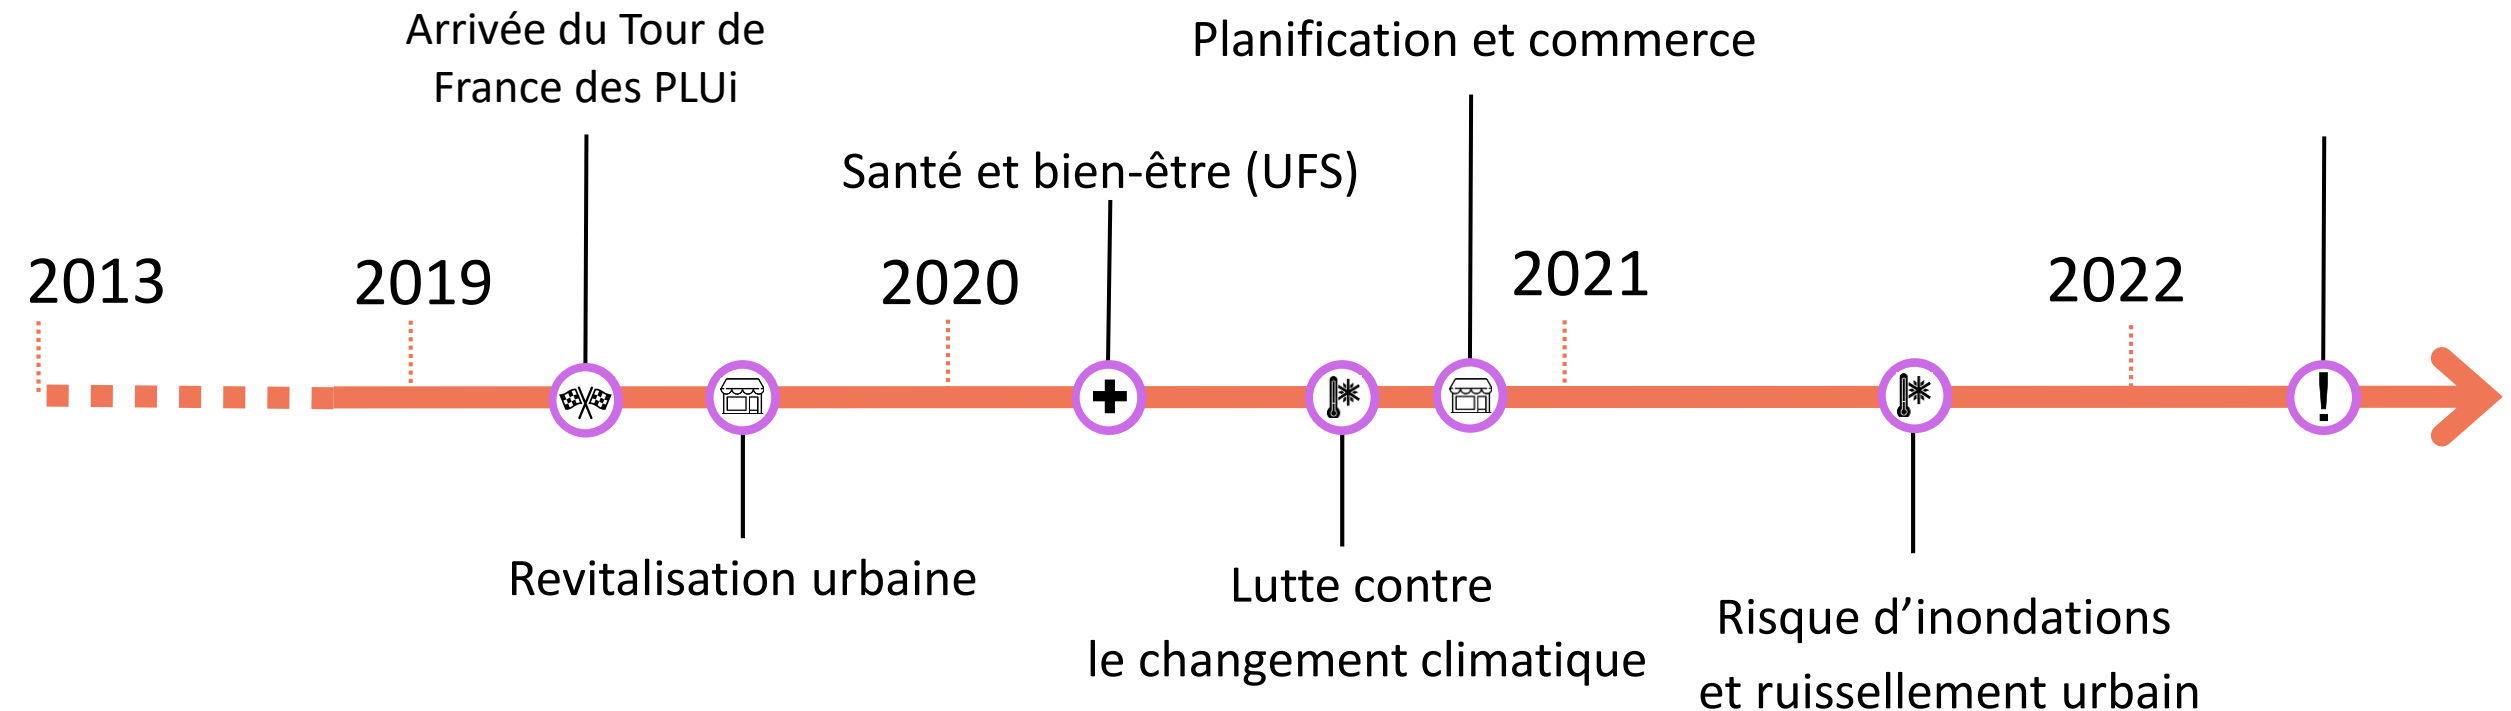 Arrivée du Tour de
France des PLUi
Planification et commerce
Santé et bien-être (UFS)
2013
2019
2020
2021
2022
!
Revitalisation urbaine
Lutte contre
le changement climatique
Risque d'inondations
et ruissellement urbain